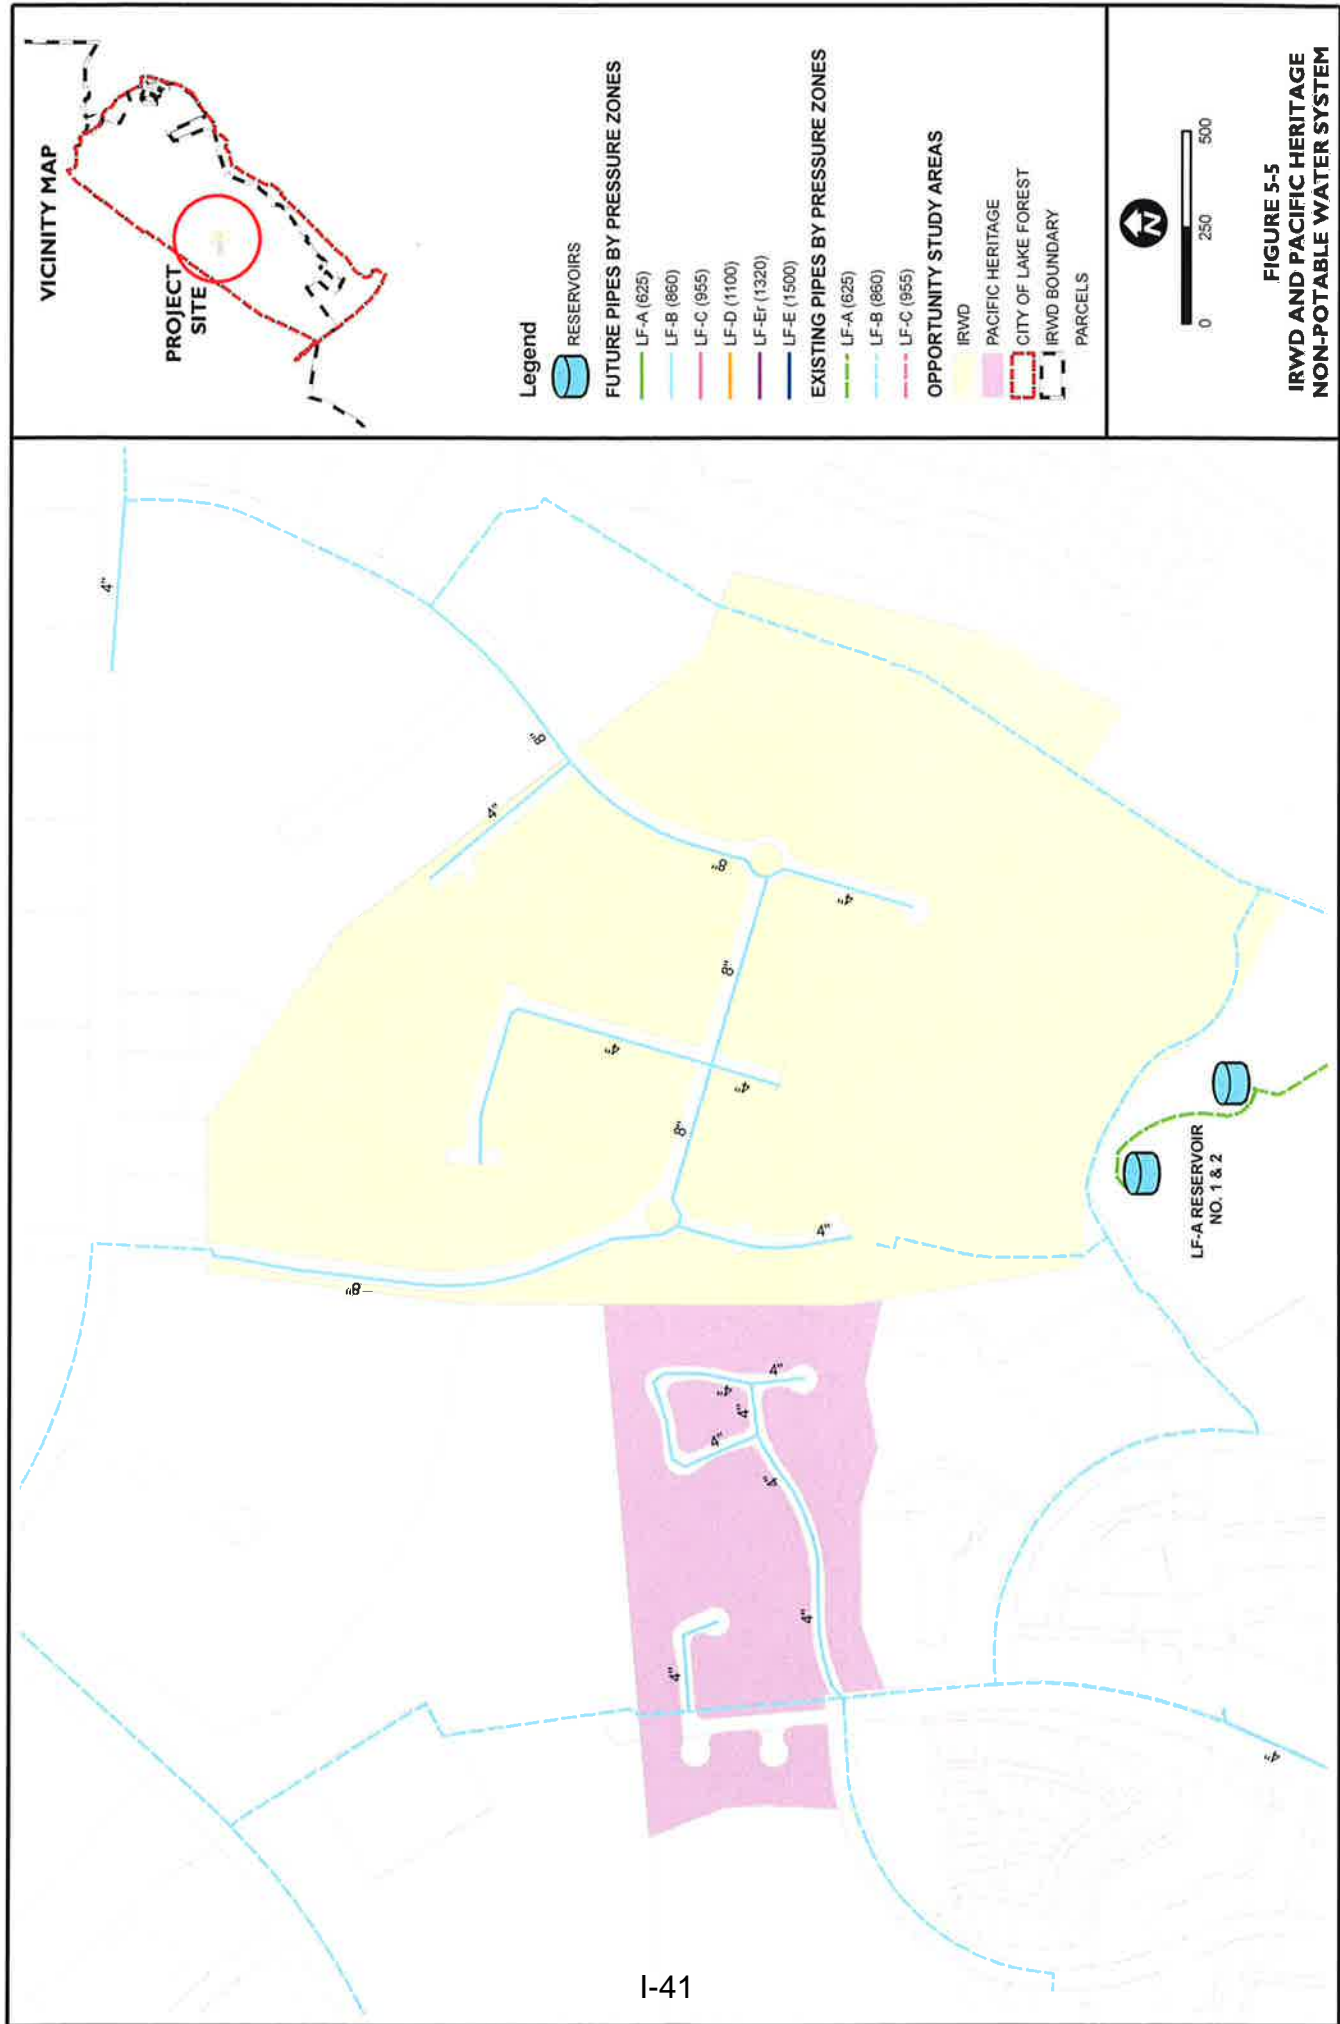 VICINITY MAP
PROJECT
SITE
Legend
RESERVOIRS
FUTURE PIPES BY PRESSURE ZONES
LF-A (625)
LF-B (860)
LF-C (955)
LF-D (1100)
LF-Er (1320)
LF-E (1500)
EXISTING PIPES BY PRESSURE ZONES
LF-A (625)
LF-B (860)
LF-C (955)
OPPORTUNITY STUDY AREAS
IRWD
PACIFIC HERITAGE
CITY OF LAKE FOREST
IRWD BOUNDARY
PARCELS
N
0
250
500
FIGURE 5-5
IRWD AND PACIFIC HERITAGE
NON-POTABLE WATER SYSTEM
4"
8"
4"
8"
4"
8"
4"
4"
8"
4"
8"
LF-A RESERVOIR
NO. 1 & 2
4"
4"
4"
4"
4"
4"
4"
4"
I-41